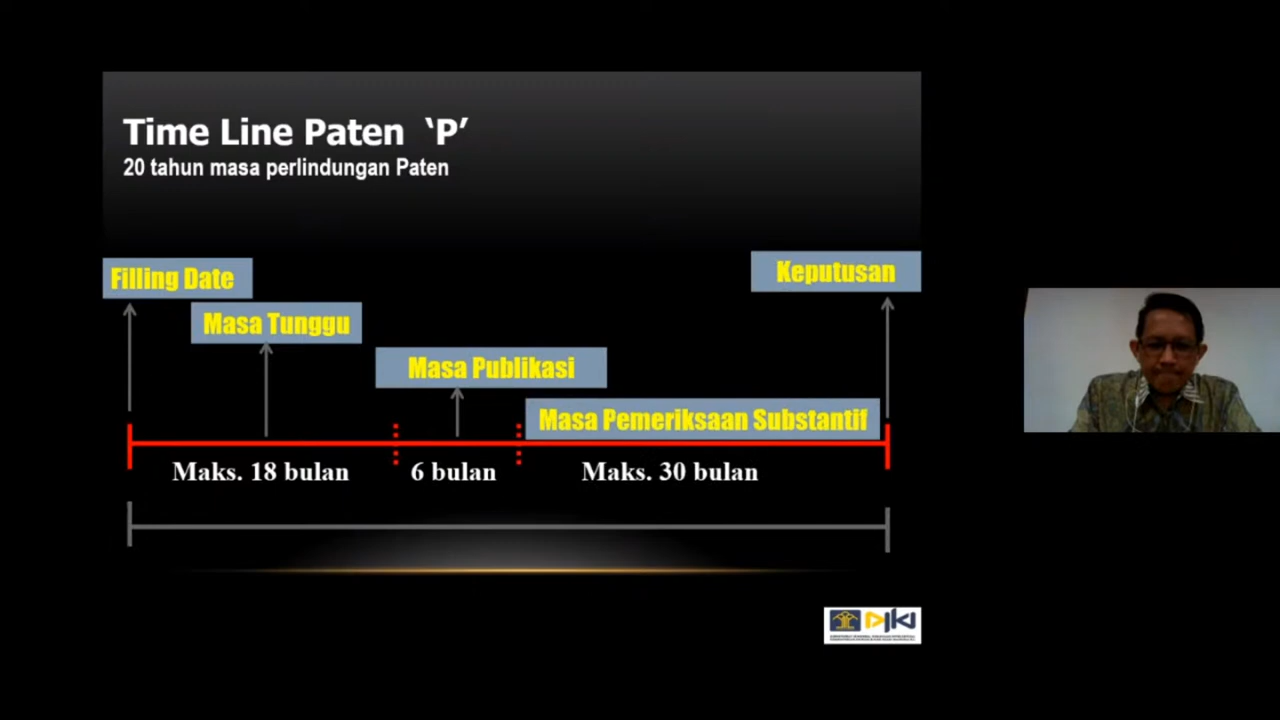 Time Line Paten ‘P’
20 tahun masa perlindungan Paten
Filling Date
Keputusan
Masa Tunggu
Masa Publikasi
Masa Pemeriksaan Substantif
Maks. 18 bulan
6 bulan
Maks. 30 bulan